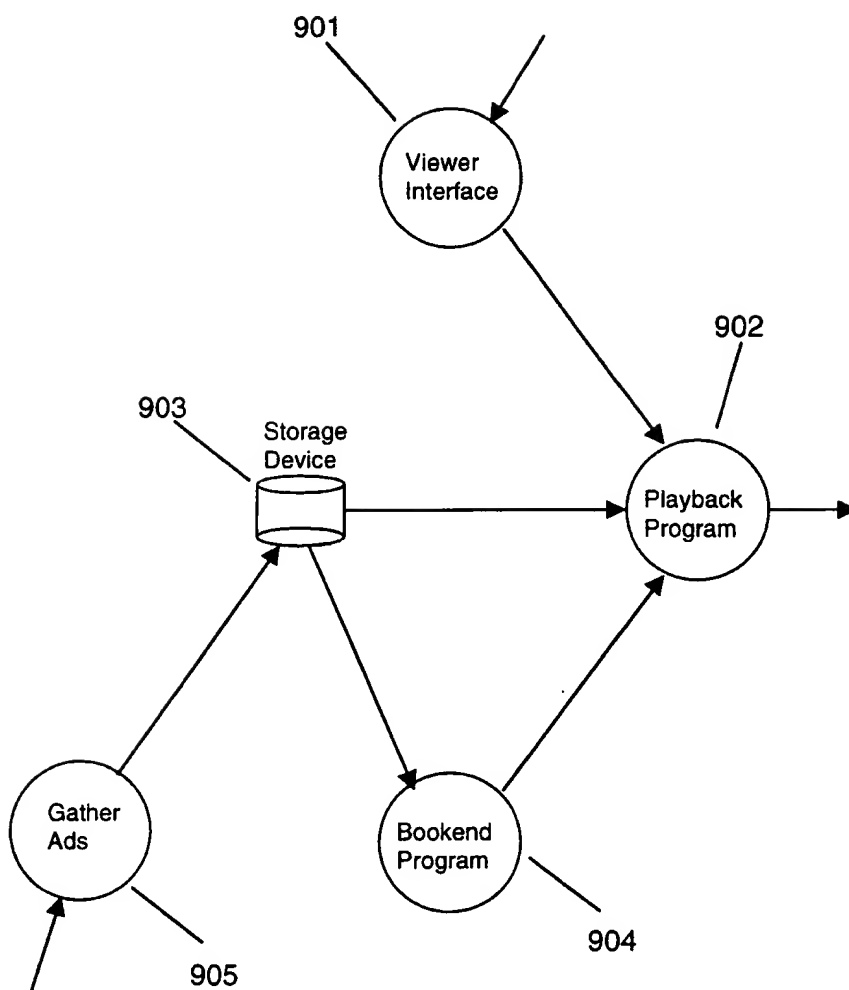 901
Viewer
Interface
902
903
Storage
Device
Playback
Program
Gather
Ads
Bookend
Program
904
905